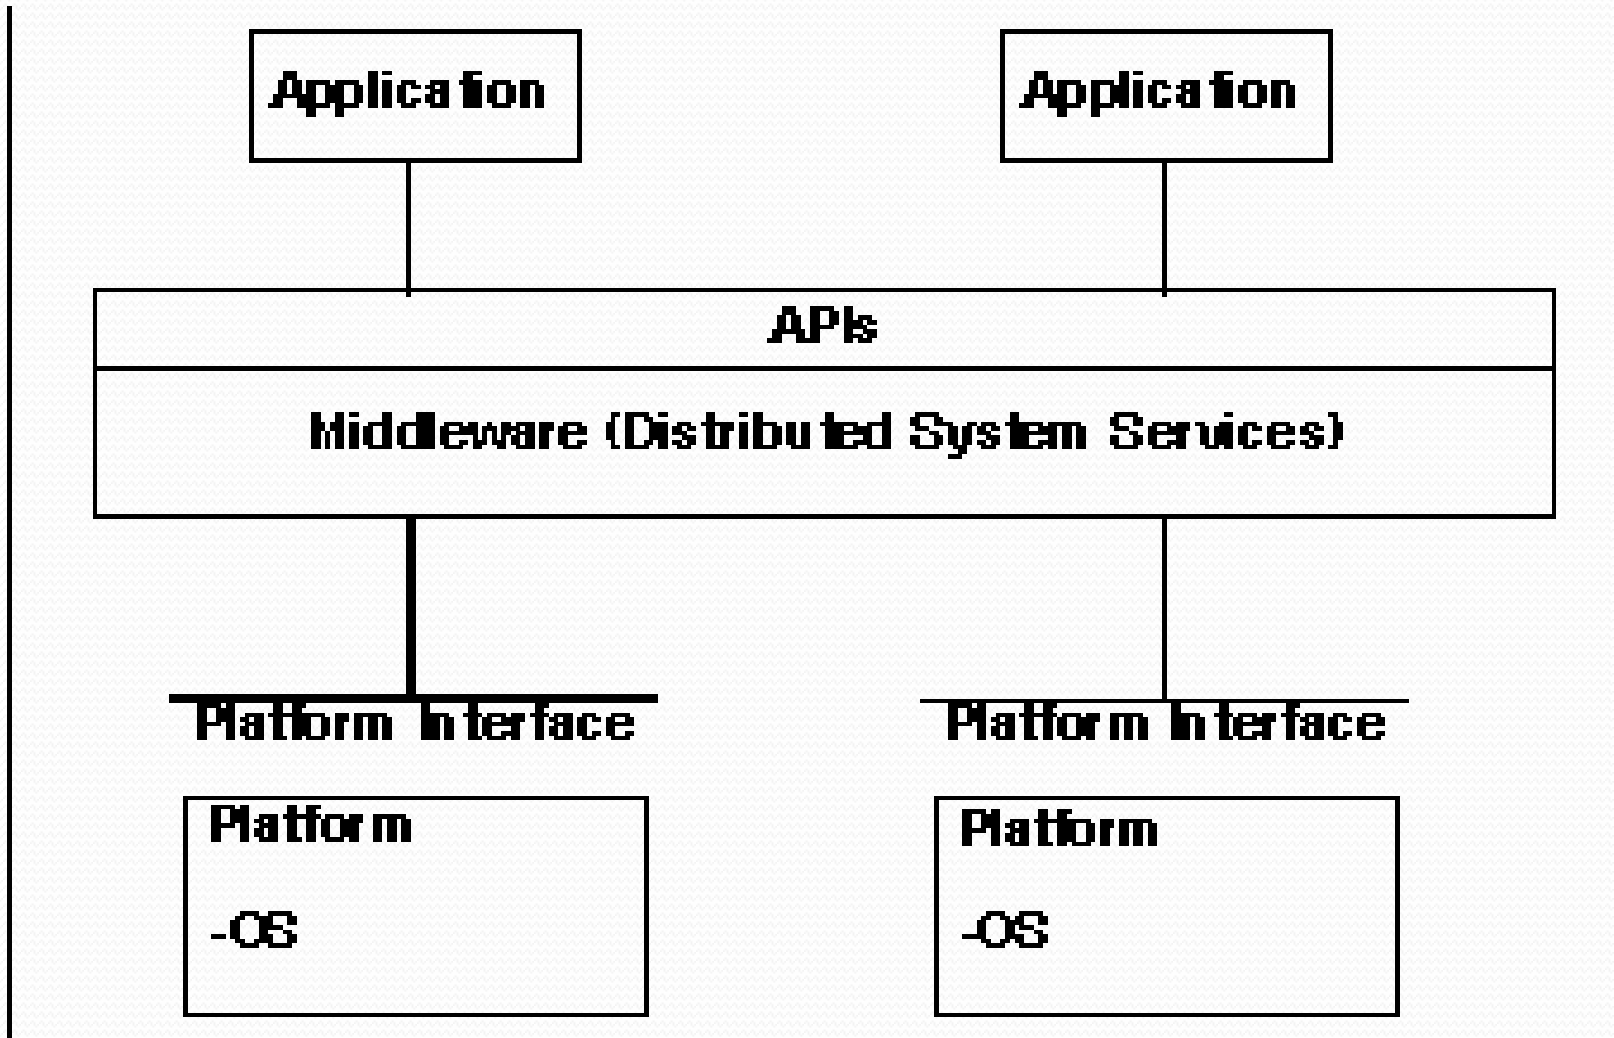 Application
Application
APIs
Middleware (Distributed System Services)
Platform Interface
Platform Interface
Platform
-OS
Platform
-OS